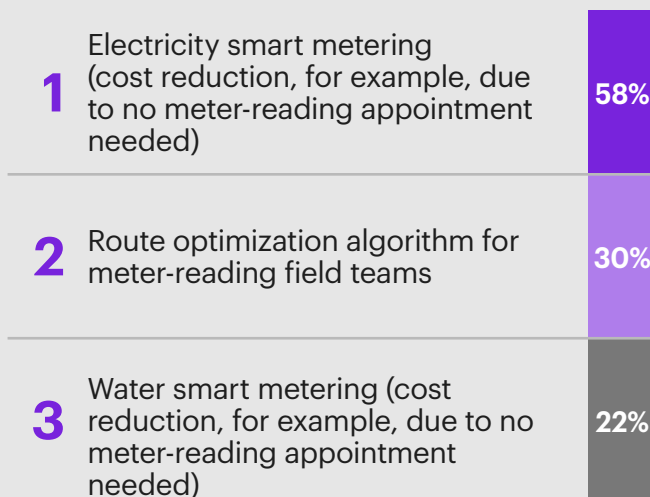 1
Electricity smart metering
(cost reduction, for example, due
to no meter-reading appointment
needed)
58%
2
Route optimization algorithm for
meter-reading field teams
30%
3
Water smart metering (cost
reduction, for example, due to no
meter-reading appointment
needed)
22%